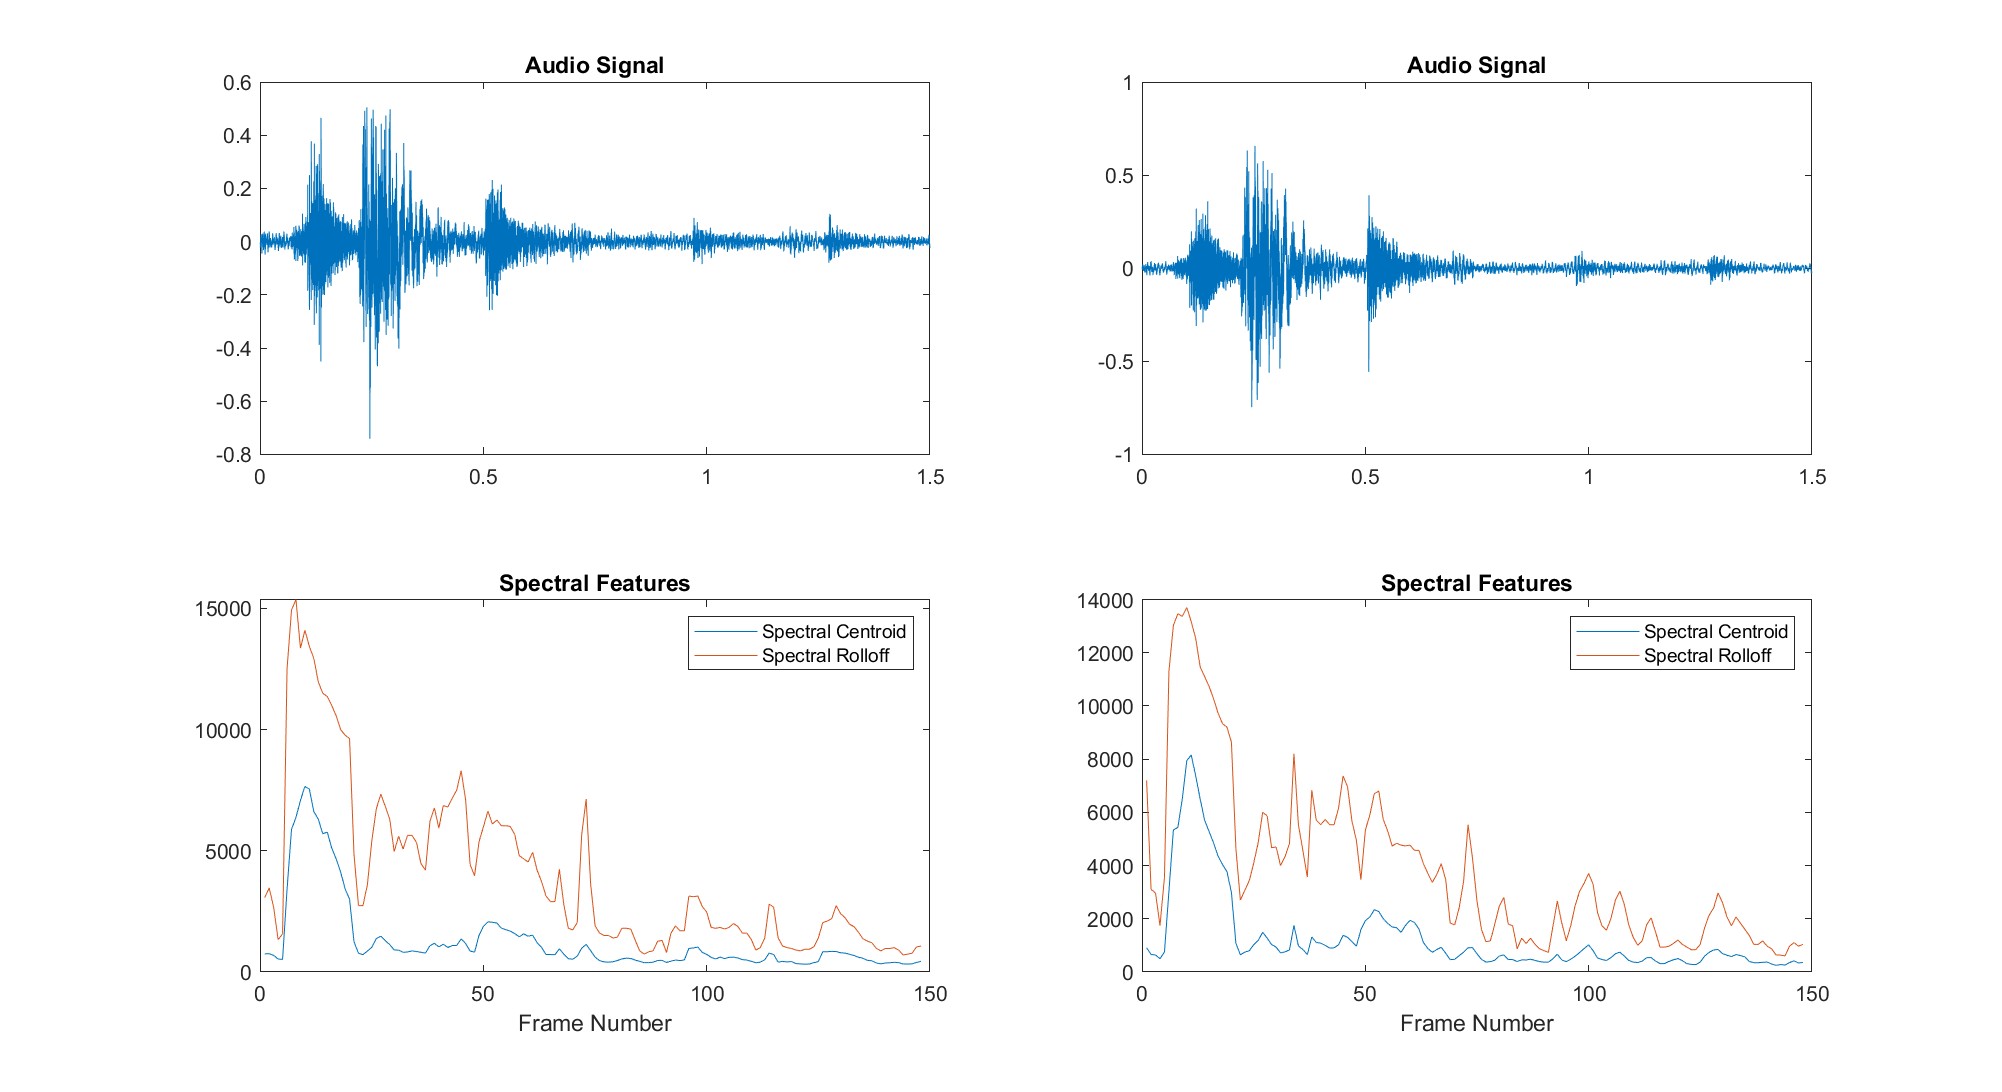 Audio Signal
0.6
0.4
0.2
0
-0.2
-0.4
-0.6
-0.8
0 0.5 1 1.5
Audio Signal
1
0.5
0
-0.5
-1
0 0.5 1 1.5
Spectral Features
15000
10000
5000
0
Spectral Centroid
Spectral Rolloff
0 50 100 150
Frame Number
Spectral Features
14000
12000
10000
8000
6000
4000
2000
0
Spectral Centroid
Spectral Rolloff
0 50 100 150
Frame Number